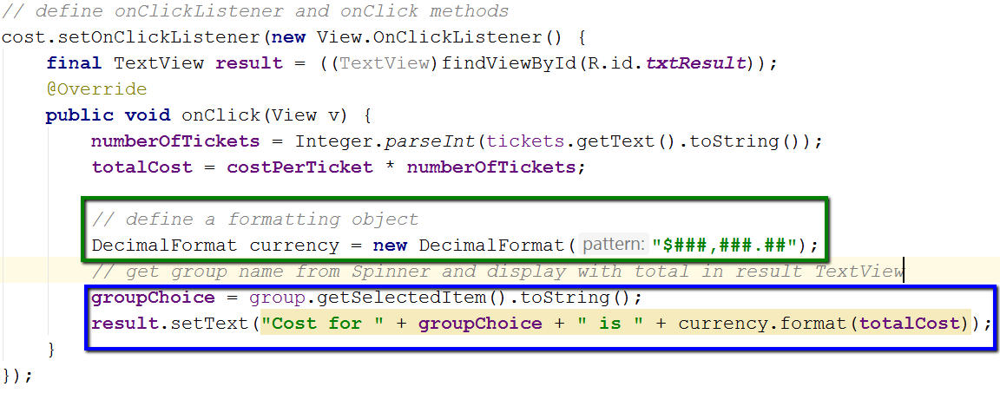 // define onClickListener and onClick methods
cost.setOnClickListener(new View.OnClickListener() {
    final TextView result = ((TextView)findViewById(R.id.txtResult));
    @Override
    public void onClick(View v) {
        numberOfTickets = Integer.parseInt(tickets.getText().toString());
        totalCost = costPerTicket * numberOfTickets;
        // define a formatting object
        DecimalFormat currency = new DecimalFormat( pattern: "$###,###.##");
        // get group name from Spinner and display with total in result TextView
        groupChoice = group.getSelectedItem().toString();
        result.setText("Cost for " + groupChoice + " is " + currency.format(totalCost));
    }
});